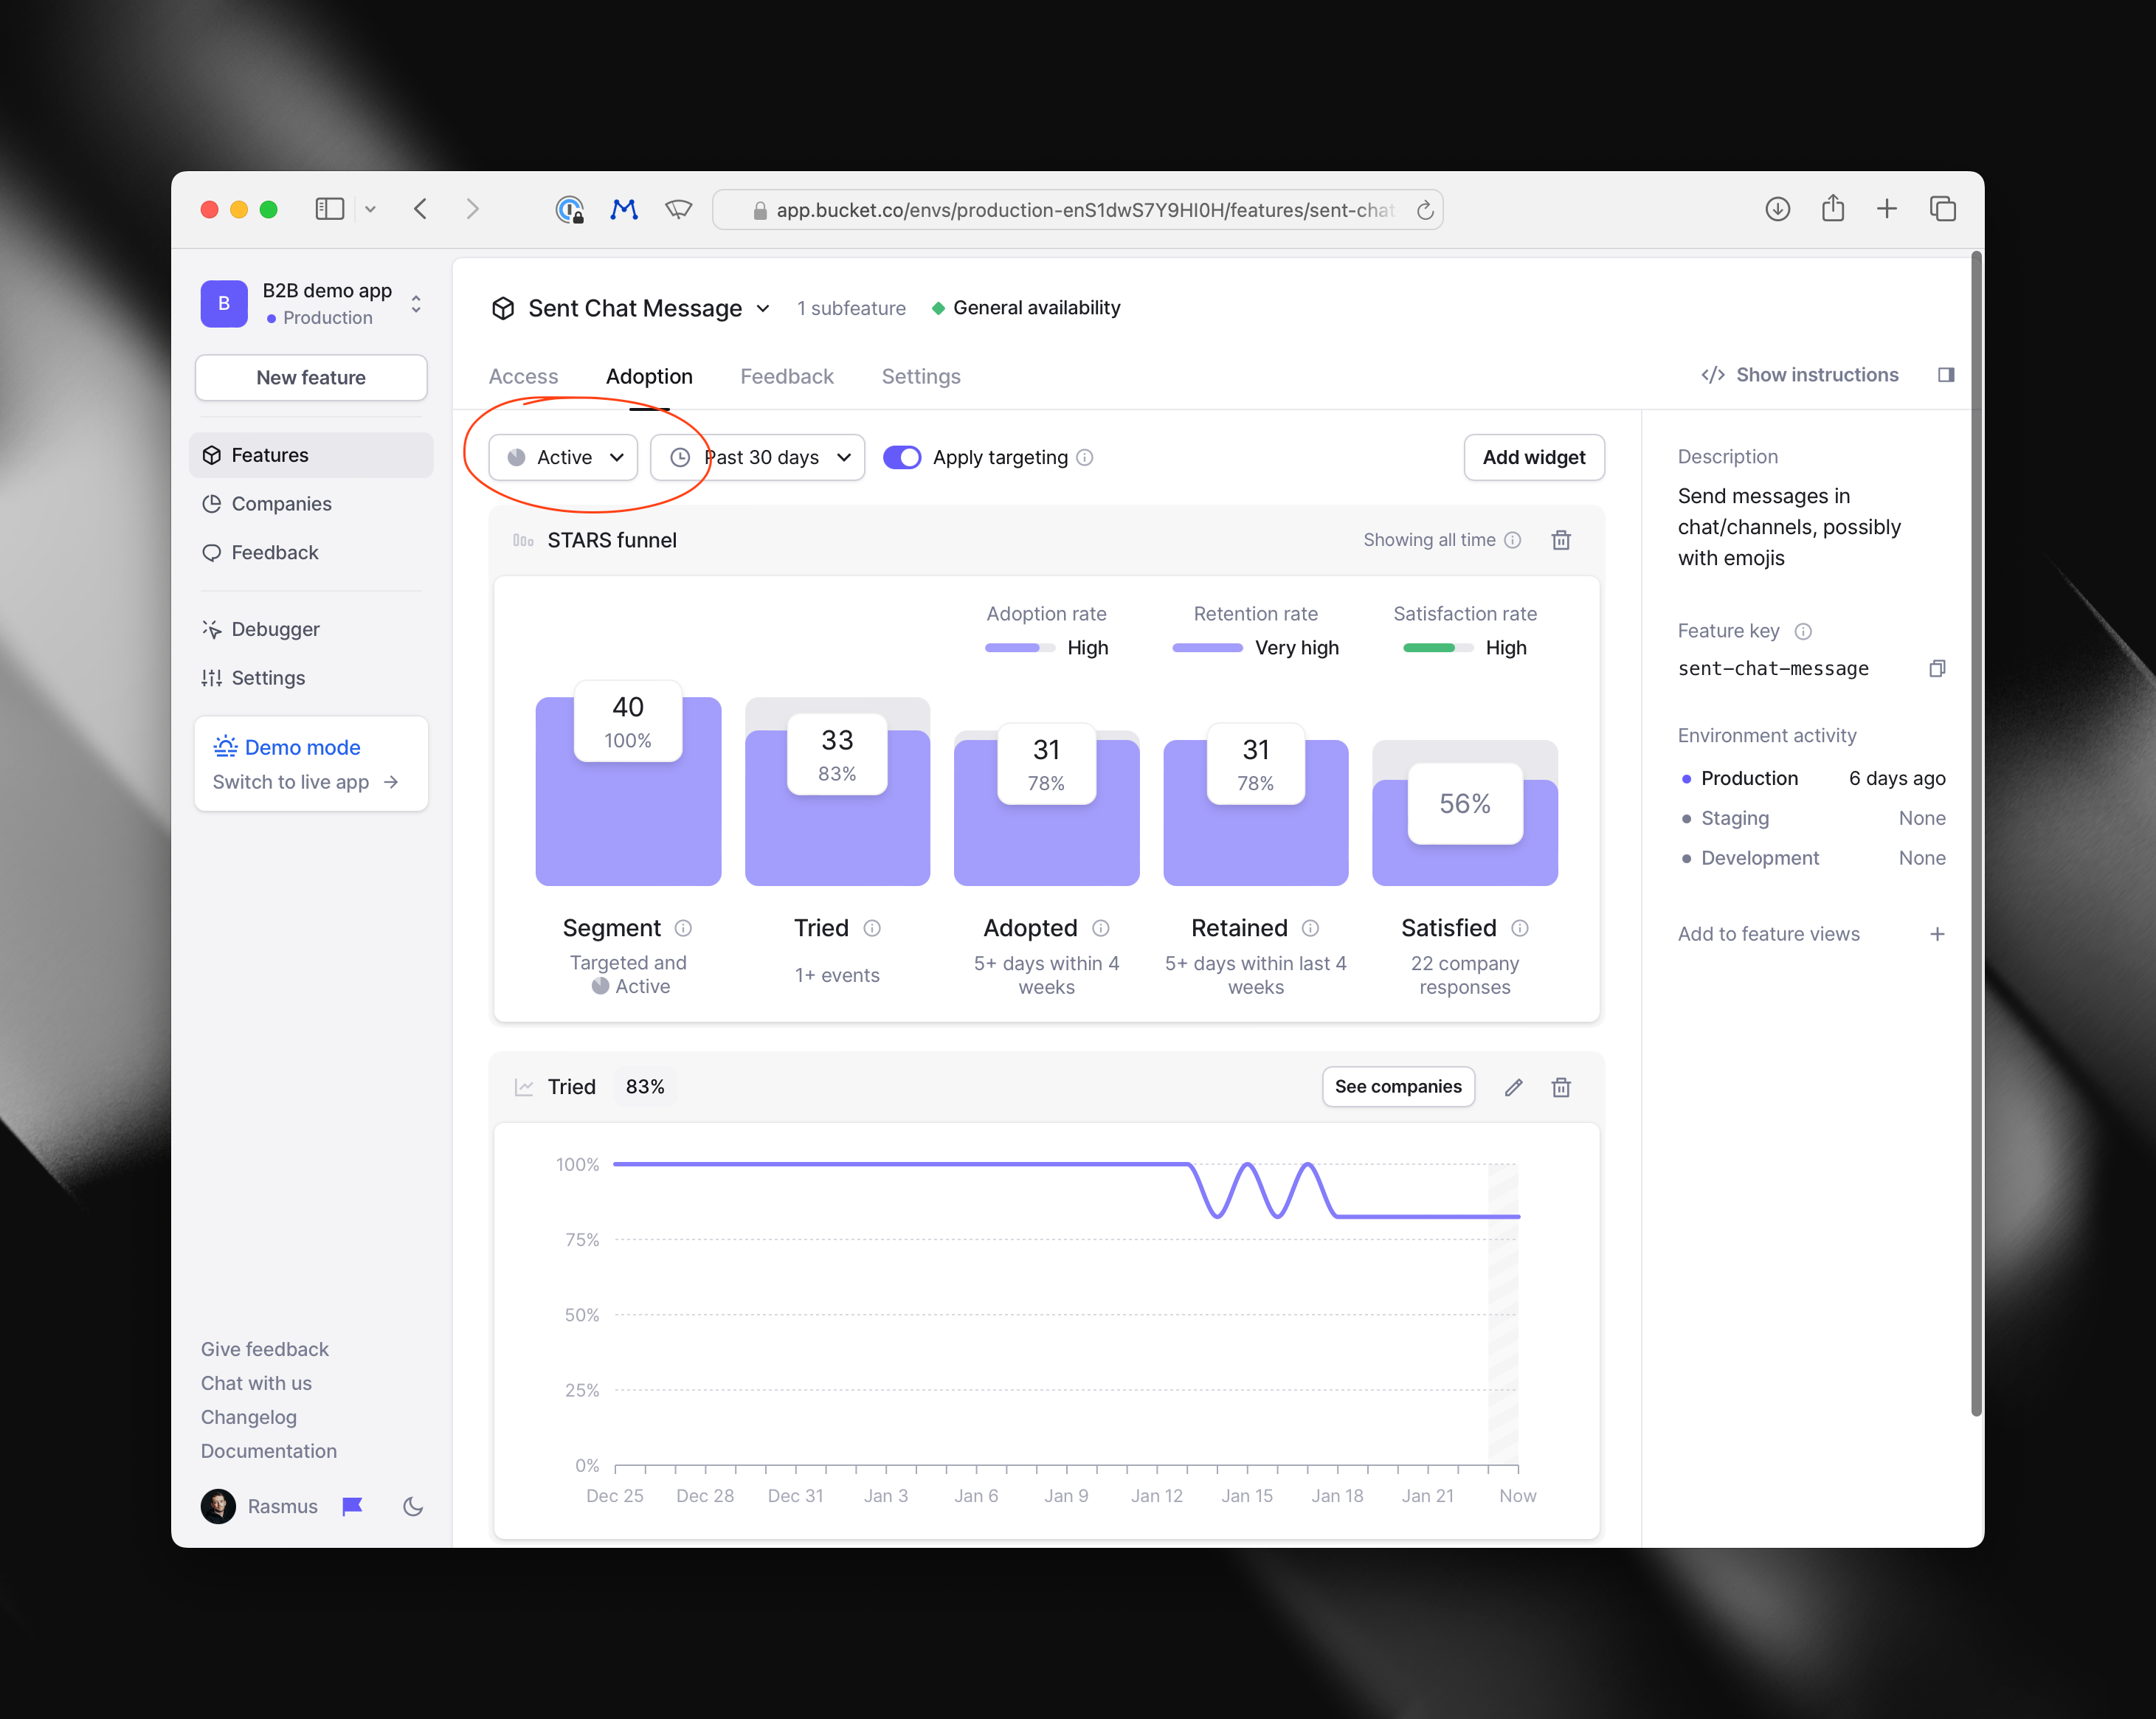 app.bucket.co/envs/production-enS1dwS7Y9HI0H/features/sent-chat
B
B2B demo app
Production
New feature
Features
Companies
Feedback
Debugger
Settings
Demo mode
Switch to live app
Give feedback
Chat with us
Changelog
Documentation
Rasmus
Sent Chat Message
1 subfeature
General availability
Access
Adoption
Feedback
Settings
Show instructions
Active
Past 30 days
Apply targeting
Add widget
STARS funnel
Showing all time
Adoption rate
High
Retention rate
Very high
Satisfaction rate
High
40
100%
33
83%
31
78%
31
78%
56%
Segment
Targeted and
Active
Tried
1+ events
Adopted
5+ days within 4
weeks
Retained
5+ days within last 4
weeks
Satisfied
22 company
responses
Tried
83%
See companies
100%
75%
50%
25%
0%
Dec 25
Dec 28
Dec 31
Jan 3
Jan 6
Jan 9
Jan 12
Jan 15
Jan 18
Jan 21
Now
Description
Send messages in
chat/channels, possibly
with emojis
Feature key
sent-chat-message
Environment activity
Production
6 days ago
Staging
None
Development
None
Add to feature views